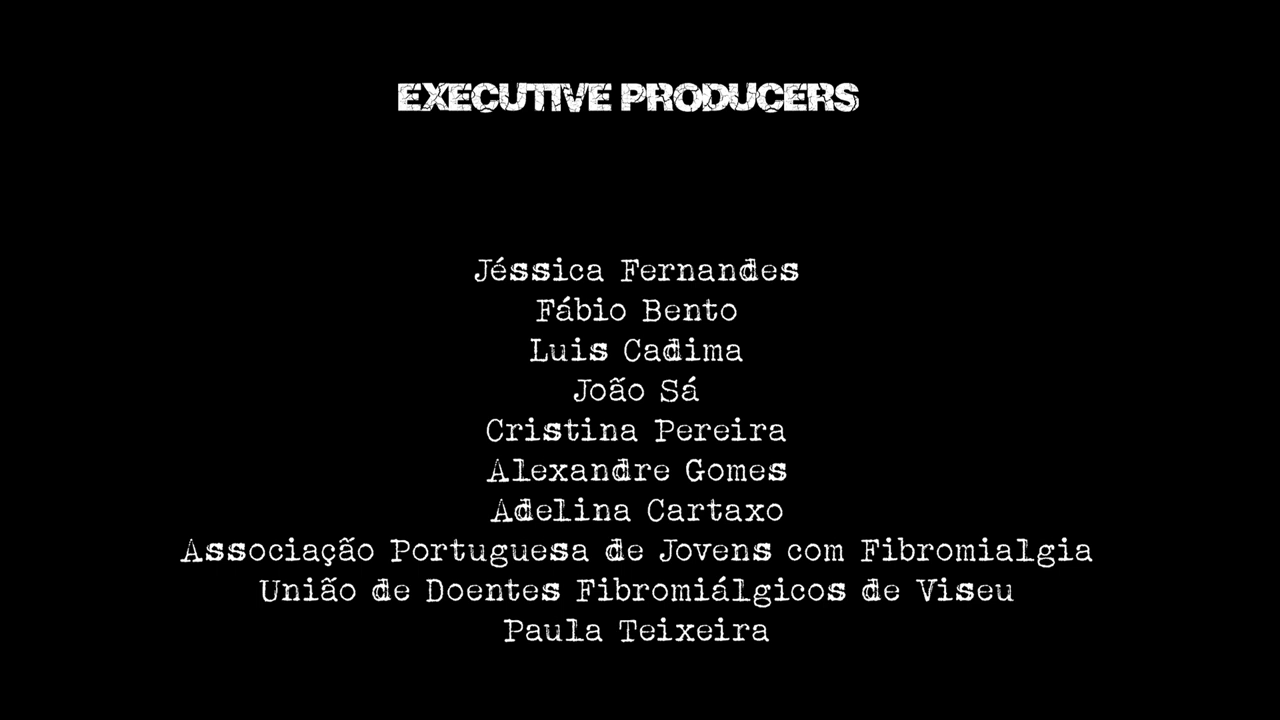 EXECUTIVE PRODUCERS
Jéssica Fernandes
Fábio Bento
Luis Cadima
João Sá
Cristina Pereira
Alexandre Gomes
Adelina Cartaxo
Associação Portuguesa de Jovens com Fibromialgia
União de Doentes Fibromiálgicos de Viseu
Paula Teixeira